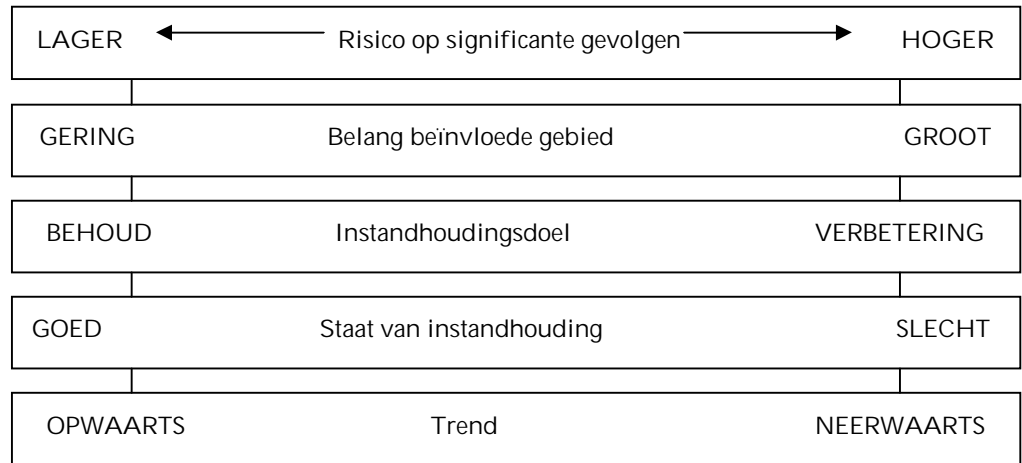 LAGER Risico op significante gevolgen HOGER
GERING Belang beïnvloede gebied GROOT
BEHOUD Instandhoudingsdoel VERBETERING
GOED Staat van instandhouding SLECHT
OPWAARTS Trend NEERWAARTS